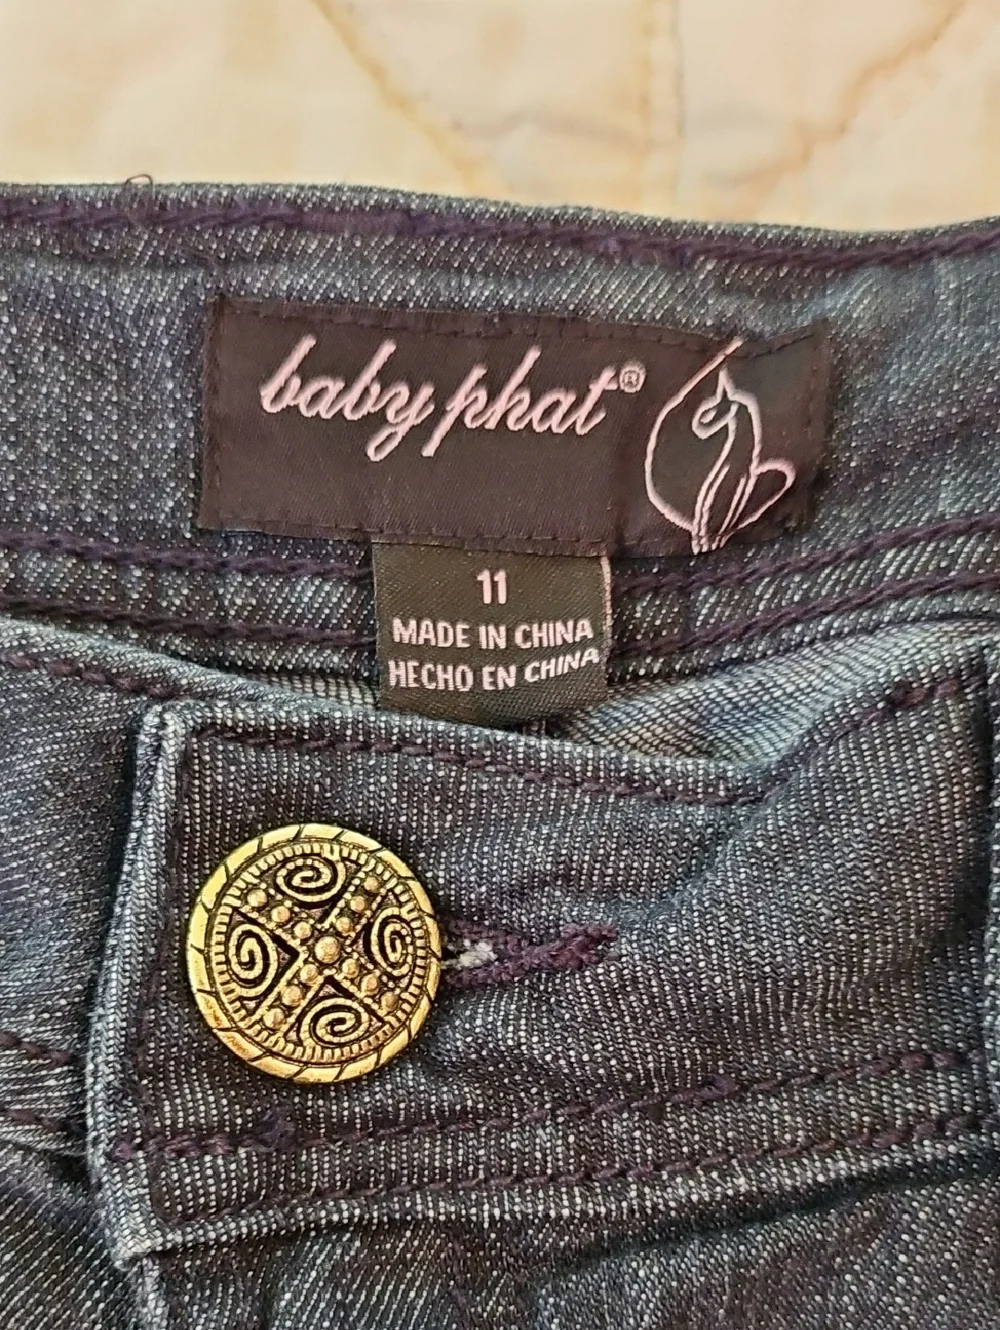 baby phat®
11
MADE IN CHINA
HECHO EN CHINA